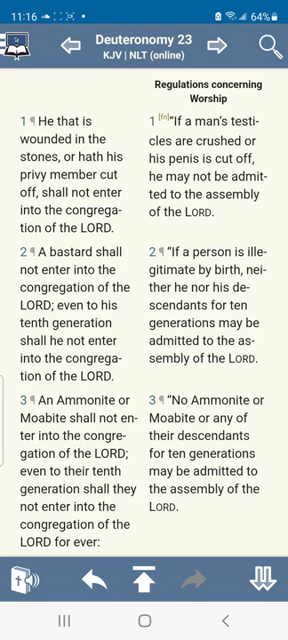 11:16
64%
Deuteronomy 23
KJV | NLT (online)
1 ¶ He that is
wounded in the
stones, or hath his
privy member cut
off, shall not enter
into the congrega-
tion of the LORD.
2 ¶ A bastard shall
not enter into the
congregation of the
LORD; even to his
tenth generation
shall he not enter
into the congrega-
tion of the LORD.
3 ¶ An Ammonite or
Moabite shall not en-
ter into the congre-
gation of the LORD;
even to their tenth
generation shall they
not enter into the
congregation of the
LORD for ever:
Regulations concerning
Worship
1 [fn]“If a man’s testi-
cles are crushed or
his penis is cut off,
he may not be admit-
ted to the assembly
of the LORD.
2 ¶ “If a person is ille-
gitimate by birth, nei-
ther he nor his de-
scendants for ten
generations may be
admitted to the as-
sembly of the LORD.
3 ¶ “No Ammonite or
Moabite or any of
their descendants
for ten generations
may be admitted to
the assembly of the
LORD.